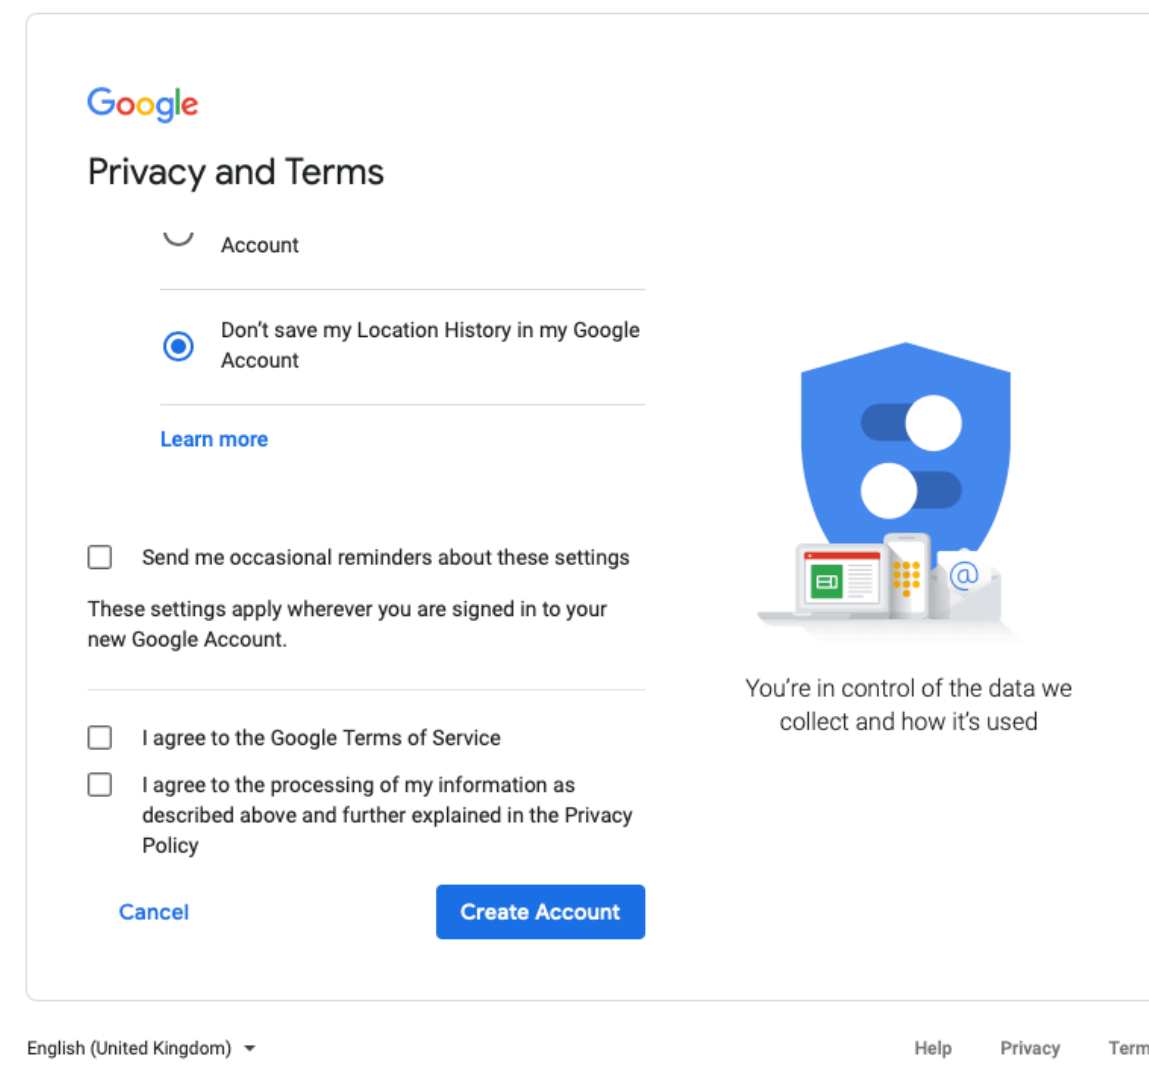 Google
Privacy and Terms
Account
Don't save my Location History in my Google
Account
Learn more
Send me occasional reminders about these settings
These settings apply wherever you are signed in to your
new Google Account.
I agree to the Google Terms of Service
I agree to the processing of my information as
described above and further explained in the Privacy
Policy
Cancel
Create Account
@
You’re in control of the data we
collect and how it’s used
English (United Kingdom)
Help
Privacy
Term